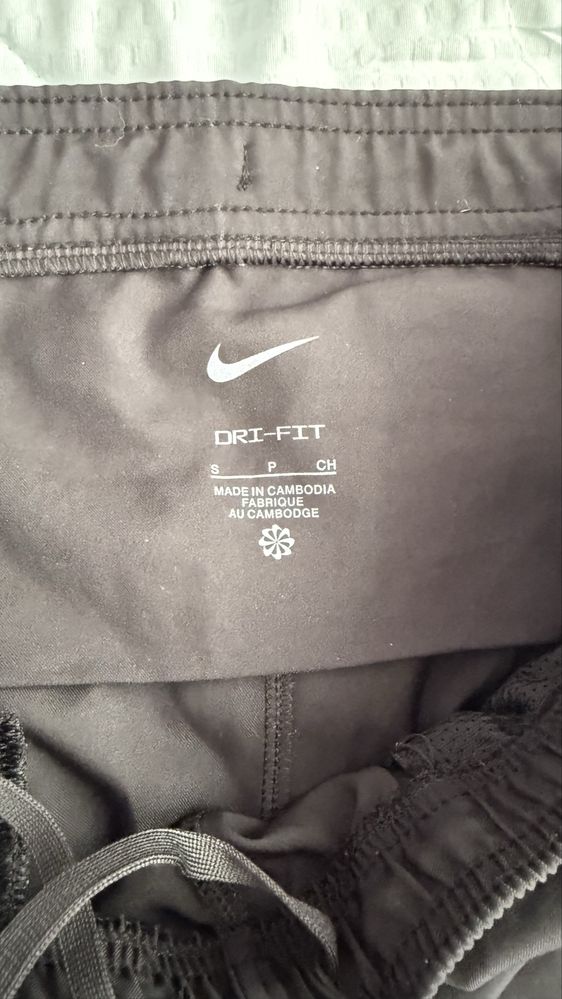 DRI-FIT
S P CH
MADE IN CAMBODIA
FABRIQUE
AU CAMBODGE